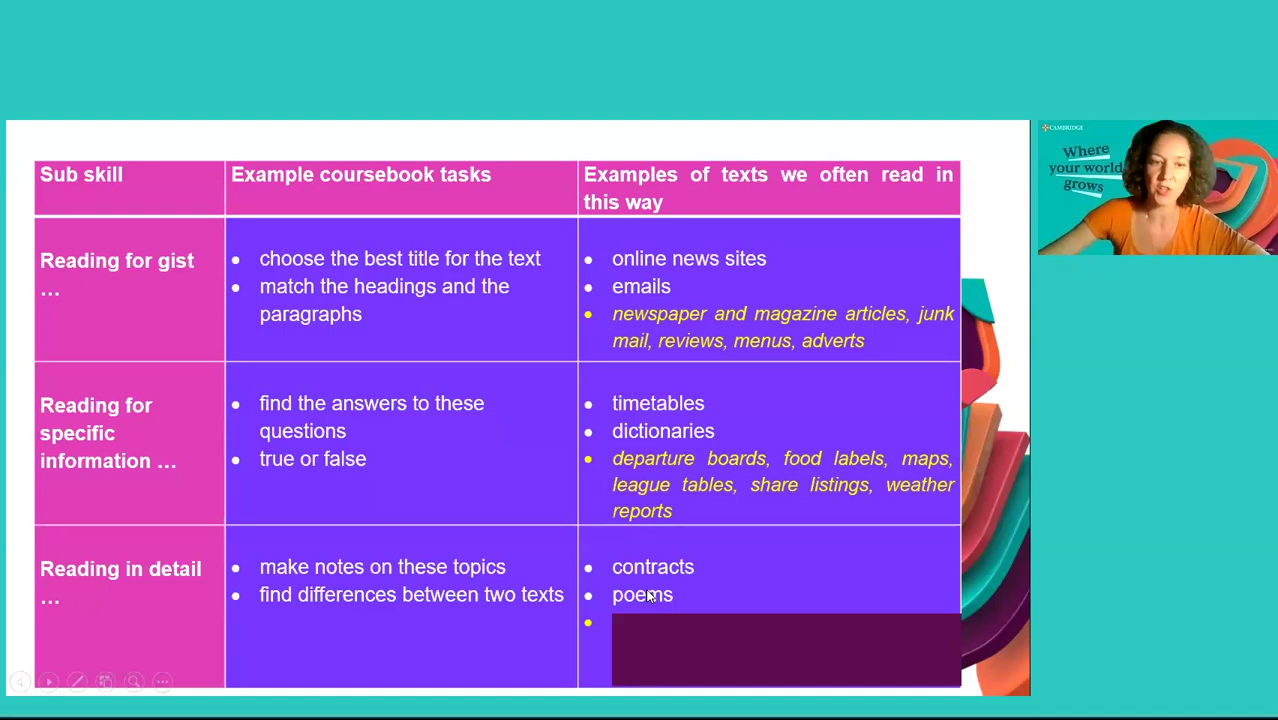 Sub skill
Example coursebook tasks
Examples of texts we often read in
this way
Reading for gist
…
• choose the best title for the text
• match the headings and the
paragraphs
• online news sites
• emails
• newspaper and magazine articles, junk
mail, reviews, menus, adverts
Reading for
specific
information …
• find the answers to these
questions
• true or false
• timetables
• dictionaries
• departure boards, food labels, maps,
league tables, share listings, weather
reports
Reading in detail
…
• make notes on these topics
• find differences between two texts
• contracts
• poems
•
CAMBRIDGE
Where
your world
grows